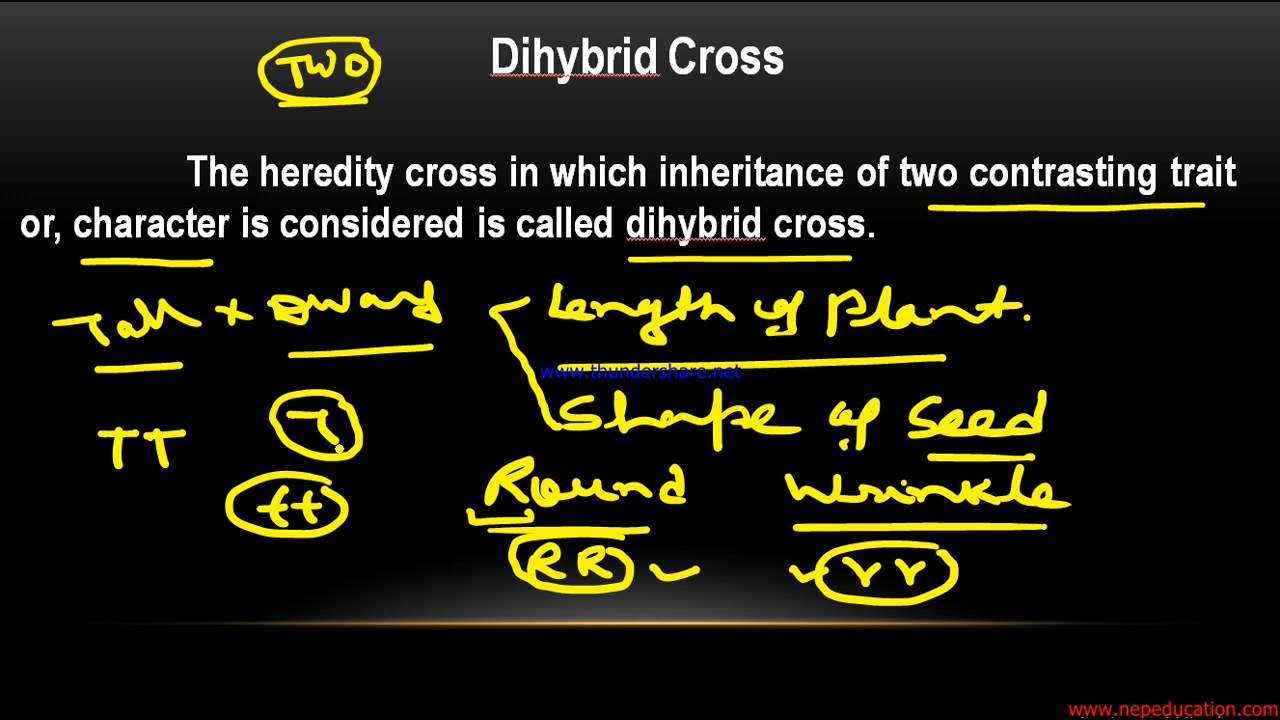 TWO
Dihybrid Cross
The heredity cross in which inheritance of two contrasting trait
or, character is considered is called dihybrid cross.
Tall x Dwarf
Length of Plant.
www.thundershare.net
Shape of Seed
TT
T
tt
Round
Wrinkle
RR
rr
www.nepeducation.com